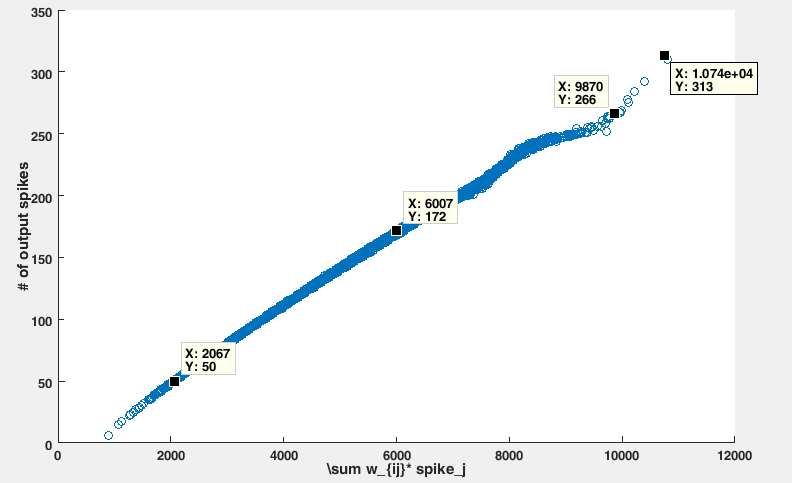 350
300
250
200
150
100
50
0
# of output spikes
X: 1.074e+04
Y: 313
X: 9870
Y: 266
X: 6007
Y: 172
X: 2067
Y: 50
0 2000 4000 6000 8000 10000 12000
\sum w_{ij}* spike_j